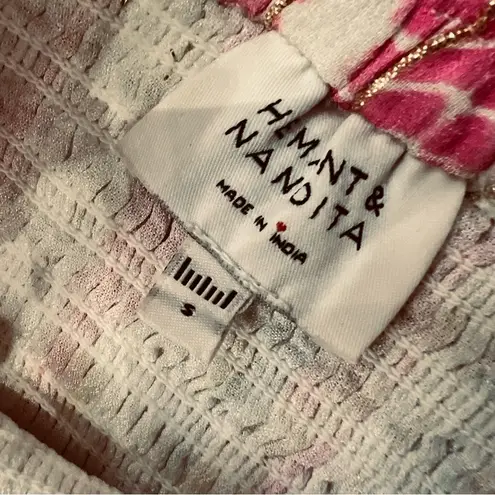 HEMANT &
NANDITA
MADE IN INDIA
S